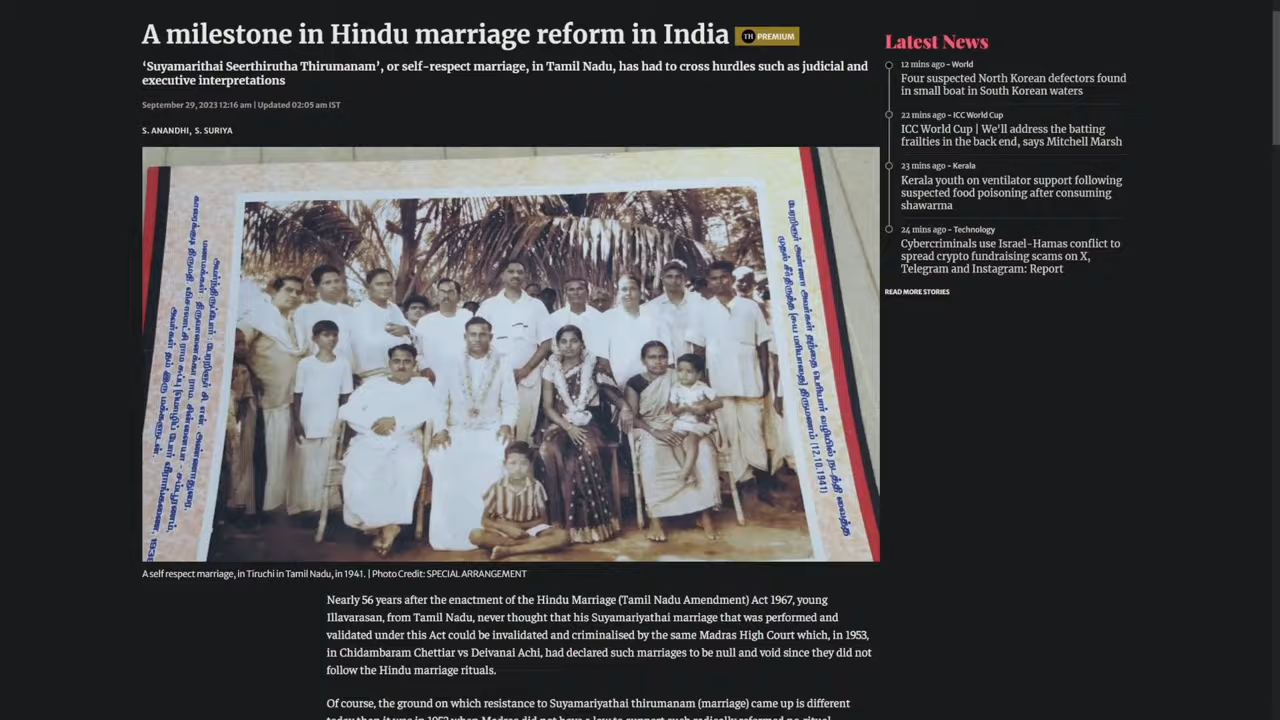 A milestone in Hindu marriage reform in India
TH PREMIUM
‘Suyamarithai Seerthirutha Thirumanam’, or self-respect marriage, in Tamil Nadu, has had to cross hurdles such as judicial and
executive interpretations
September 29, 2023 12:16 am | Updated 02:05 am IST
S. ANANDHI, S. SURIYA
(12.10.1941)
A self respect marriage, in Tiruchi in Tamil Nadu, in 1941. | Photo Credit: SPECIAL ARRANGEMENT
Nearly 56 years after the enactment of the Hindu Marriage (Tamil Nadu Amendment) Act 1967, young
Illavarasan, from Tamil Nadu, never thought that his Suyamariyathai marriage that was performed and
validated under this Act could be invalidated and criminalised by the same Madras High Court which, in 1953,
in Chidambaram Chettiar vs Deivanai Achi, had declared such marriages to be null and void since they did not
follow the Hindu marriage rituals.
Of course, the ground on which resistance to Suyamariyathai thirumanam (marriage) came up is different
Latest News
12 mins ago - World
Four suspected North Korean defectors found
in small boat in South Korean waters
22 mins ago - ICC World Cup
ICC World Cup | We'll address the batting
frailties in the back end, says Mitchell Marsh
23 mins ago - Kerala
Kerala youth on ventilator support following
suspected food poisoning after consuming
shawarma
24 mins ago - Technology
Cybercriminals use Israel-Hamas conflict to
spread crypto fundraising scams on X,
Telegram and Instagram: Report
READ MORE STORIES